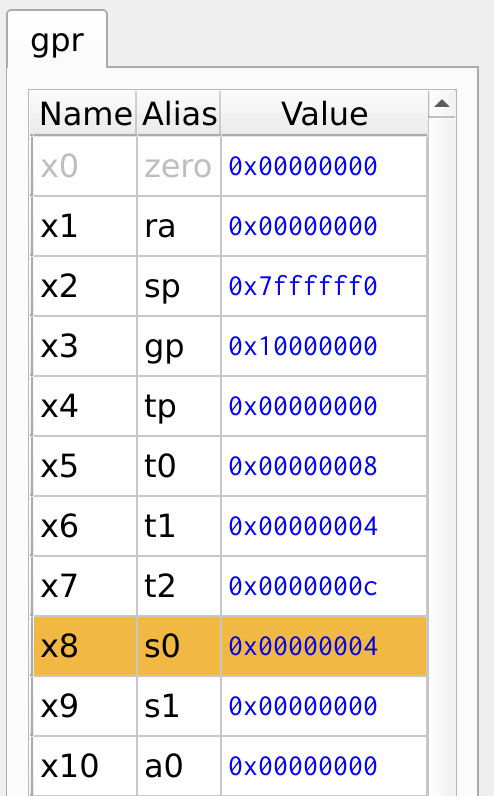 gpr
Name Alias Value
x0 zero 0x00000000
x1 ra 0x00000000
x2 sp 0x7ffffff0
x3 gp 0x10000000
x4 tp 0x00000000
x5 t0 0x00000008
x6 t1 0x00000004
x7 t2 0x0000000c
x8 s0 0x00000004
x9 s1 0x00000000
x10 a0 0x00000000